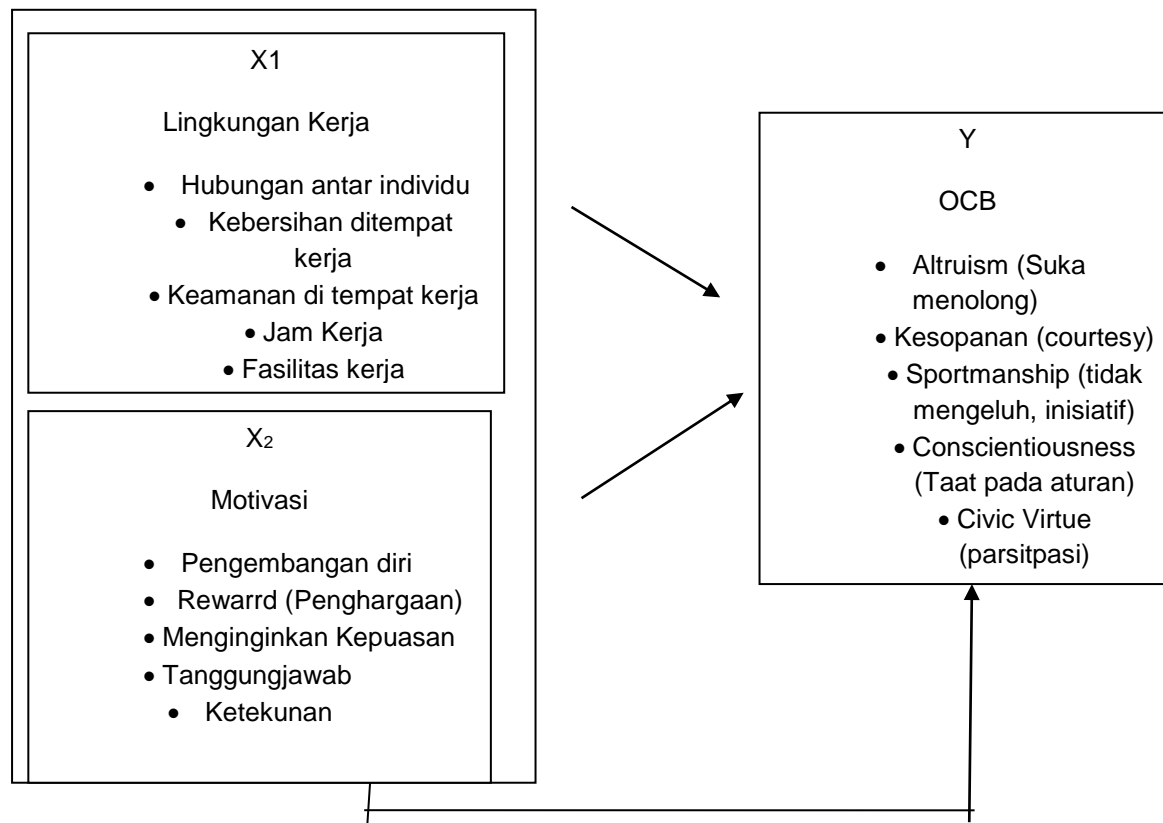 X1
Lingkungan Kerja
• Hubungan antar individu
• Kebersihan ditempat
kerja
• Keamanan di tempat kerja
• Jam Kerja
• Fasilitas kerja
X₂
Motivasi
• Pengembangan diri
• Rewarrd (Penghargaan)
• Menginginkan Kepuasan
• Tanggungjawab
• Ketekunan
Y
OCB
• Altruism (Suka
menolong)
• Kesopanan (courtesy)
• Sportmanship (tidak
mengeluh, inisiatif)
• Conscientiousness
(Taat pada aturan)
• Civic Virtue
(parsitpasi)